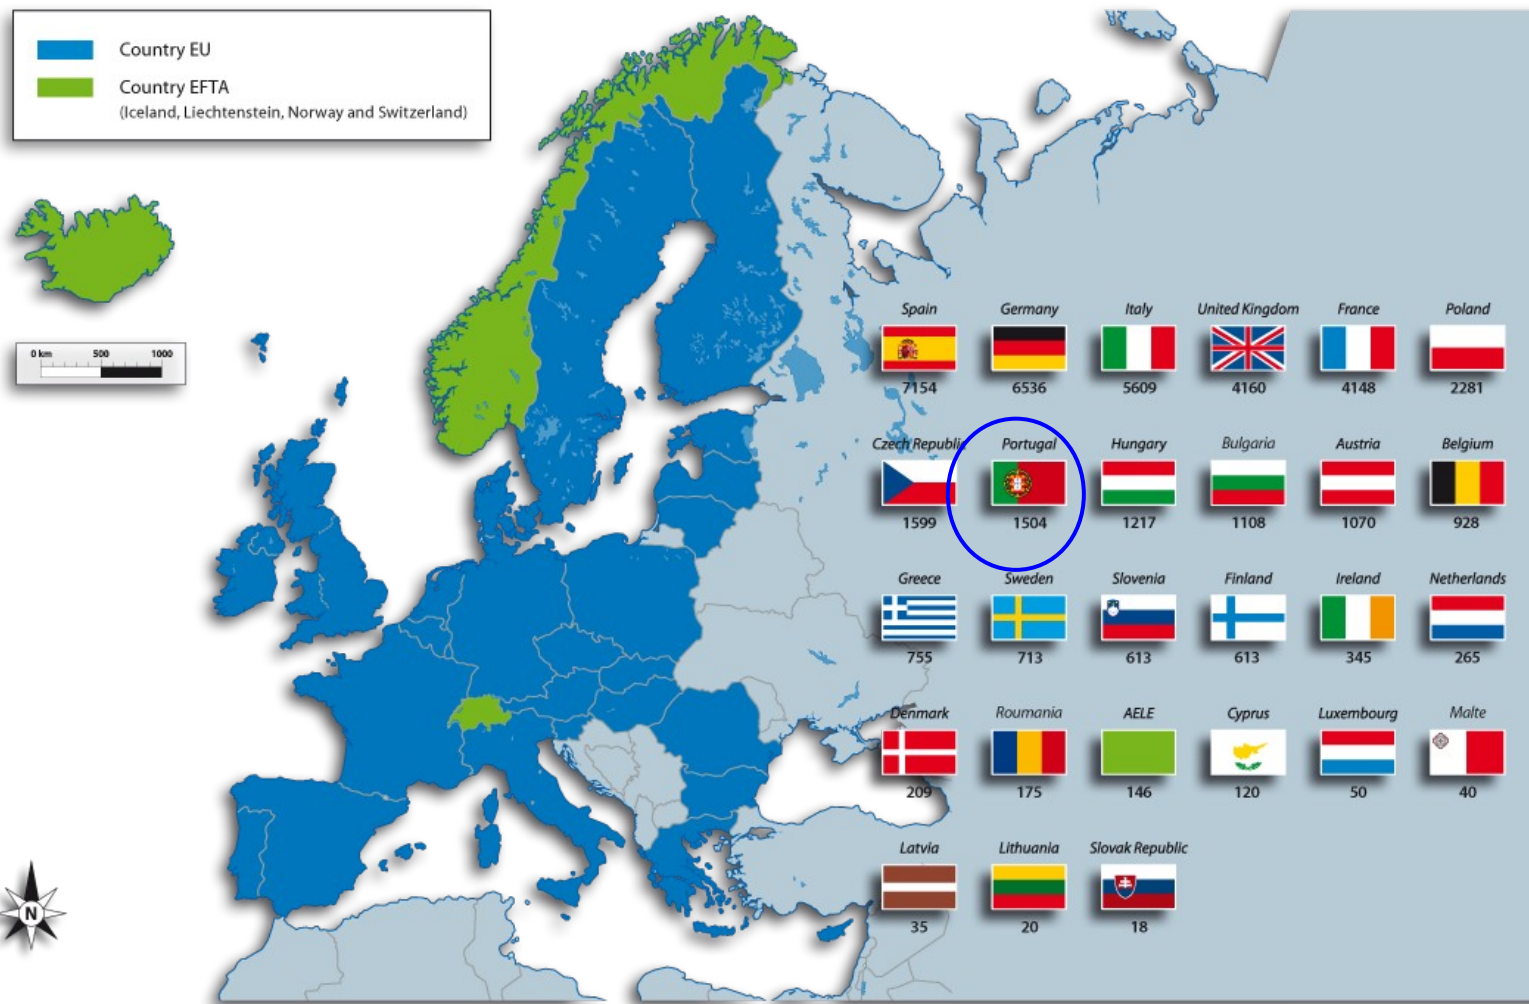 Country EU
Country EFTA
(Iceland, Liechtenstein, Norway and Switzerland)
0 km 500 1000
N
Spain Germany Italy United Kingdom France Poland
7154 6536 5609 4160 4148 2281
Czech Republic Portugal Hungary Bulgaria Austria Belgium
1599 1504 1217 1108 1070 928
Greece Sweden Slovenia Finland Ireland Netherlands
755 713 613 613 345 265
Denmark Roumania AELE Cyprus Luxembourg Malte
209 175 146 120 50 40
Latvia Lithuania Slovak Republic
35 20 18